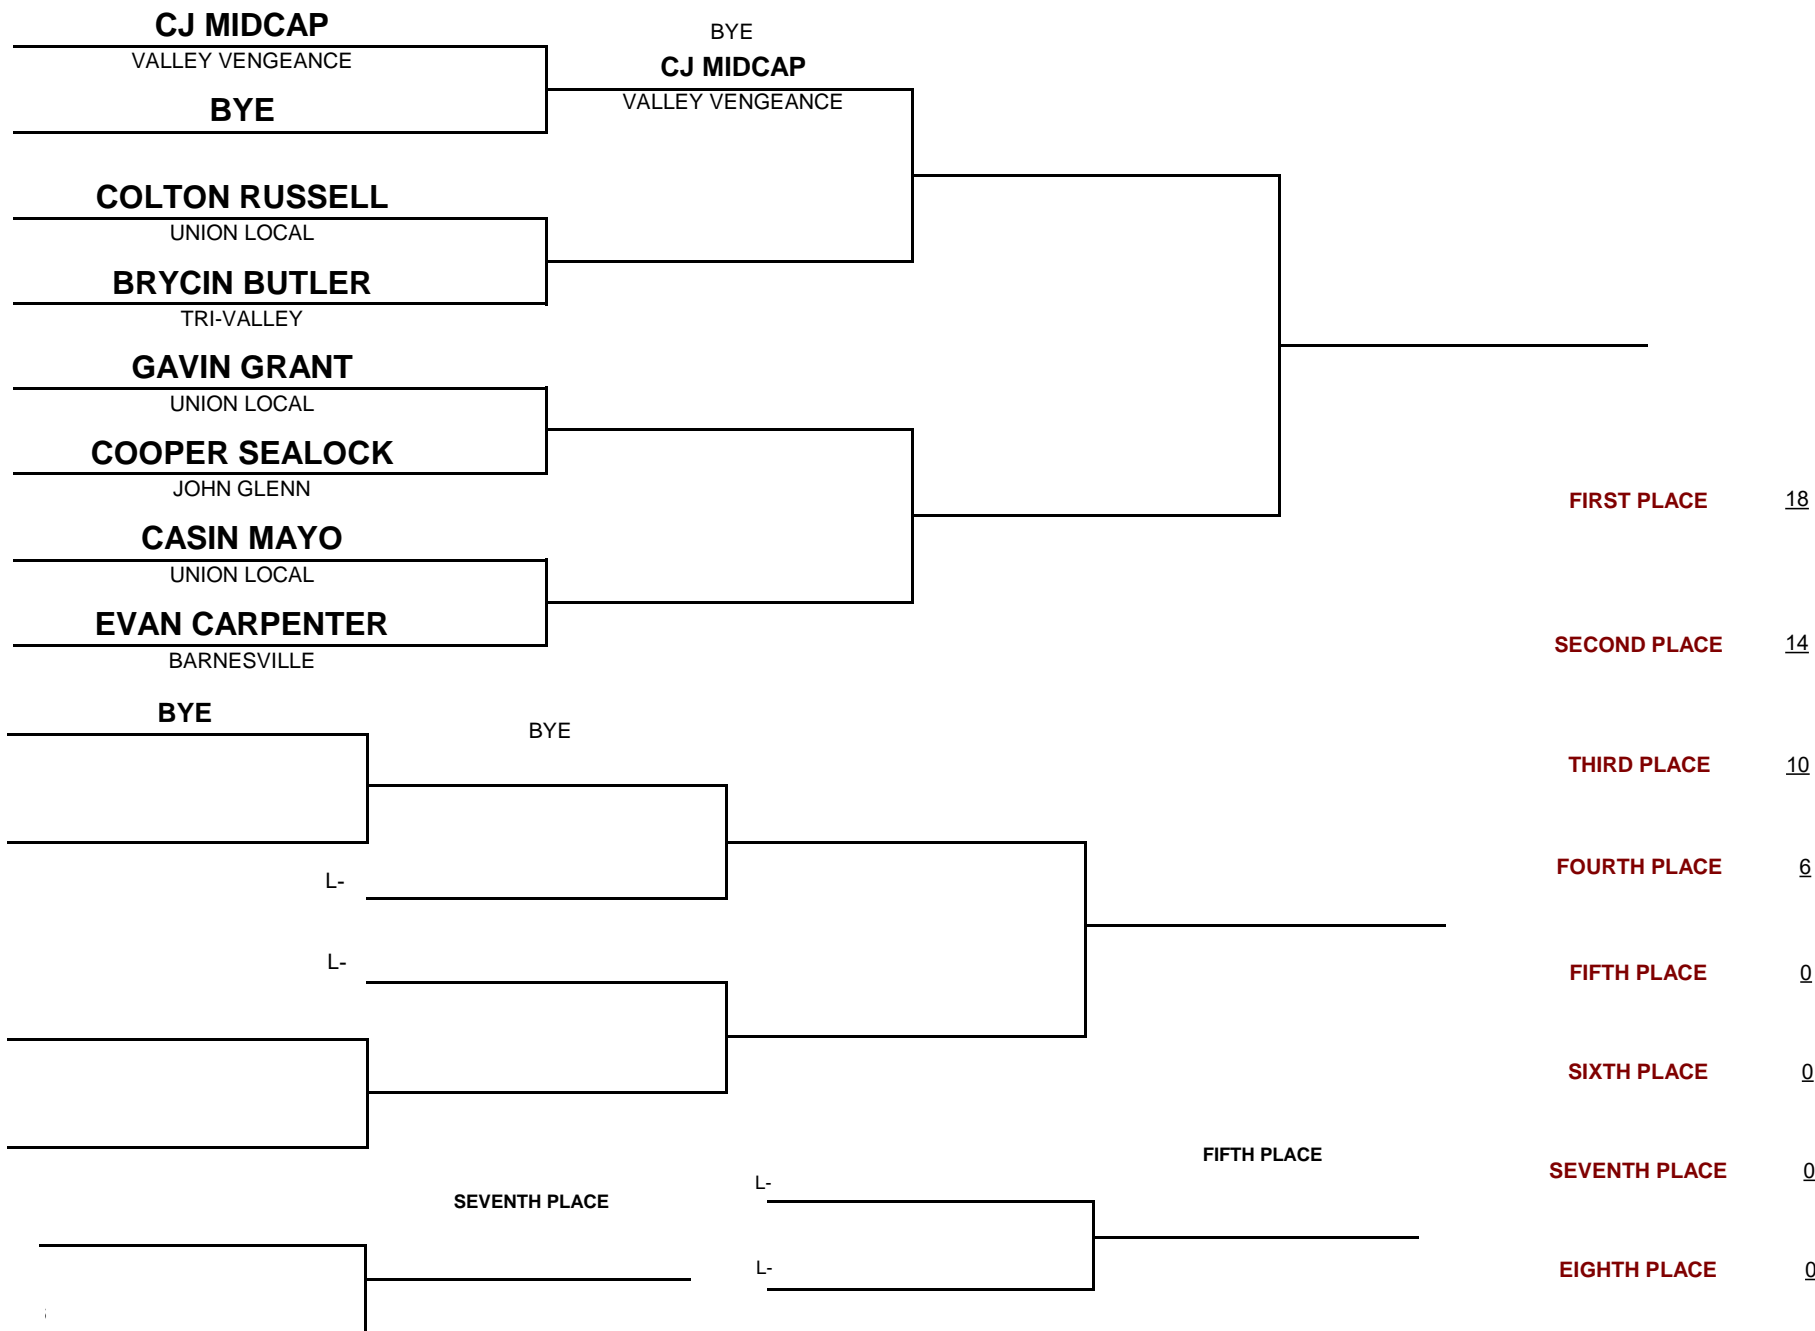 CJ MIDCAP
VALLEY VENGEANCE
BYE
BYE
CJ MIDCAP
VALLEY VENGEANCE
COLTON RUSSELL
UNION LOCAL
BRYCIN BUTLER
TRI-VALLEY
GAVIN GRANT
UNION LOCAL
COOPER SEALOCK
JOHN GLENN
CASIN MAYO
UNION LOCAL
EVAN CARPENTER
BARNESVILLE
FIRST PLACE 18
SECOND PLACE 14
BYE
BYE
THIRD PLACE 10
L-
FOURTH PLACE 6
L-
FIFTH PLACE 0
SIXTH PLACE 0
FIFTH PLACE
SEVENTH PLACE 0
L-
SEVENTH PLACE
L-
EIGHTH PLACE 0